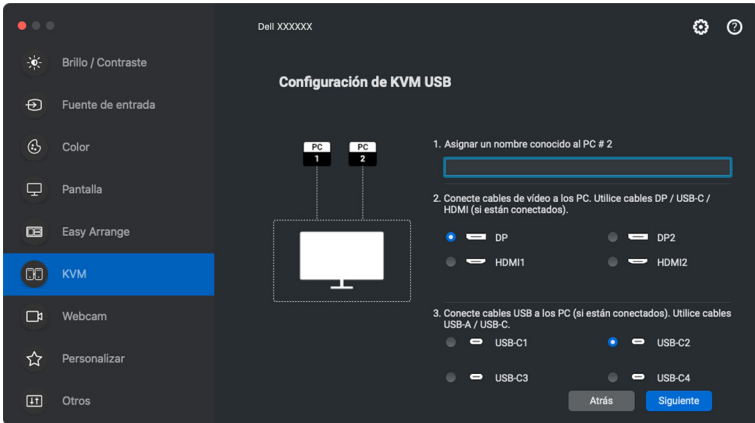 Dell XXXXXX
Brillo / Contraste
Fuente de entrada
Color
Pantalla
Easy Arrange
KVM
Webcam
Personalizar
Otros
Configuración de KVM USB
PC
1
PC
2
1. Asignar un nombre conocido al PC # 2
2. Conecte cables de vídeo a los PC. Utilice cables DP / USB-C /
HDMI (si están conectados).
DP
DP2
HDMI1
HDMI2
3. Conecte cables USB a los PC (si están conectados). Utilice cables
USB-A / USB-C.
USB-C1
USB-C2
USB-C3
USB-C4
Atrás
Siguiente